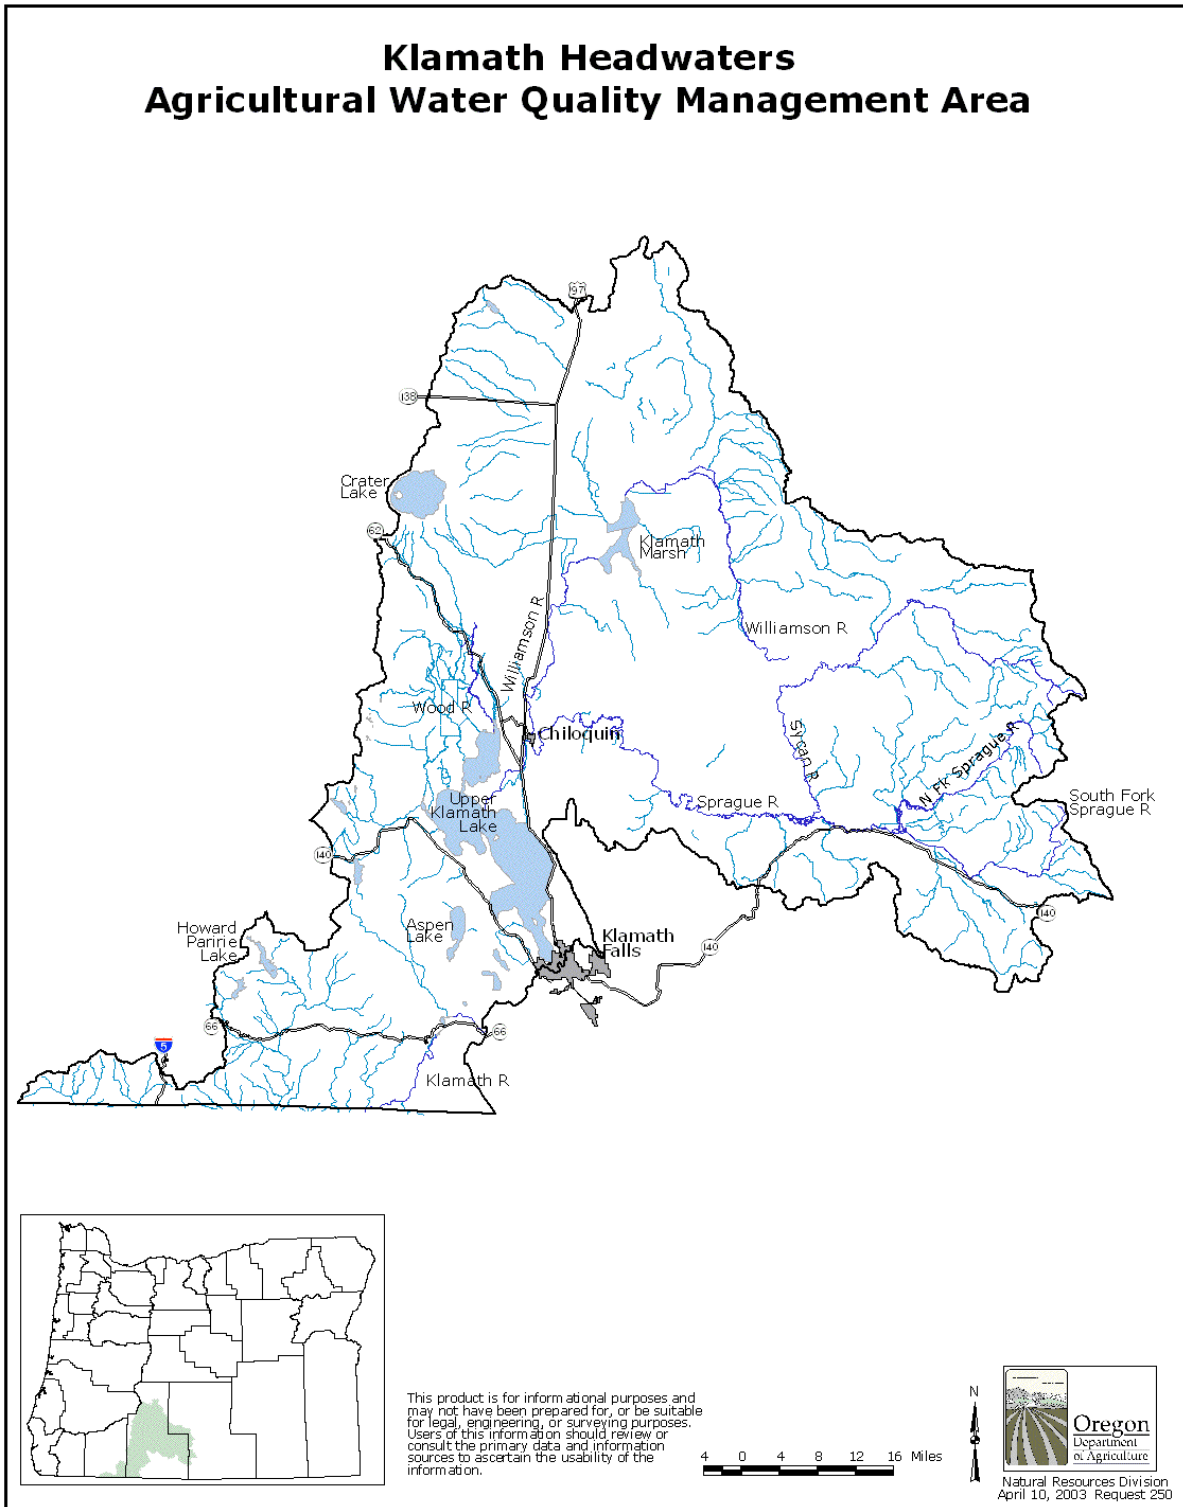 Klamath Headwaters
Agricultural Water Quality Management Area
97
138
Crater
Lake
62
Klamath
Marsh
Williamson R
Williamson R
Wood R
Chiloquin
Sycan R
N Fk Sprague R
Upper
Klamath
Lake
Sprague R
South Fork
Sprague R
140
Howard
Paririe
Lake
Aspen
Lake
Klamath
Falls
140
140
66
66
5
Klamath R
This product is for informational purposes and
may not have been prepared for, or be suitable
for legal, engineering, or surveying purposes.
Users of this information should review or
consult the primary data and information
sources to ascertain the usability of the
information.
4 0 4 8 12 16 Miles
N
Oregon
Department
of Agriculture
Natural Resources Division
April 10, 2003 Request 250